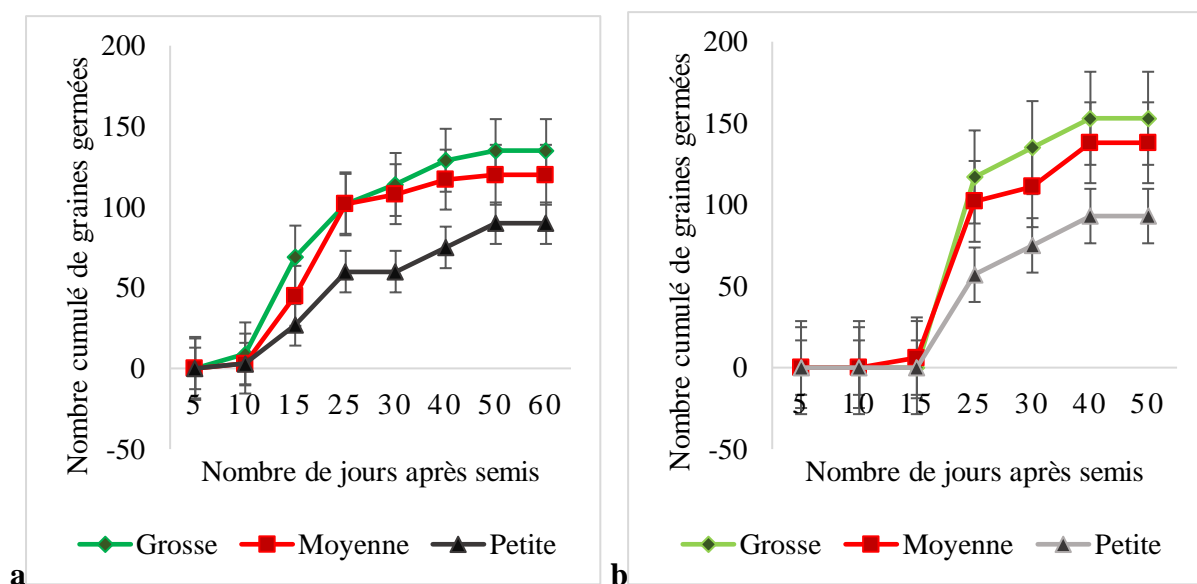 Nombre cumulé de graines germées
200
150
100
50
0
-50
5 10 15 25 30 40 50 60
Nombre de jours après semis
Grosse Moyenne Petite
a
Nombre cumulé de graines germées
200
150
100
50
0
-50
5 10 15 25 30 40 50
Nombre de jours après semis
Grosse Moyenne Petite
b